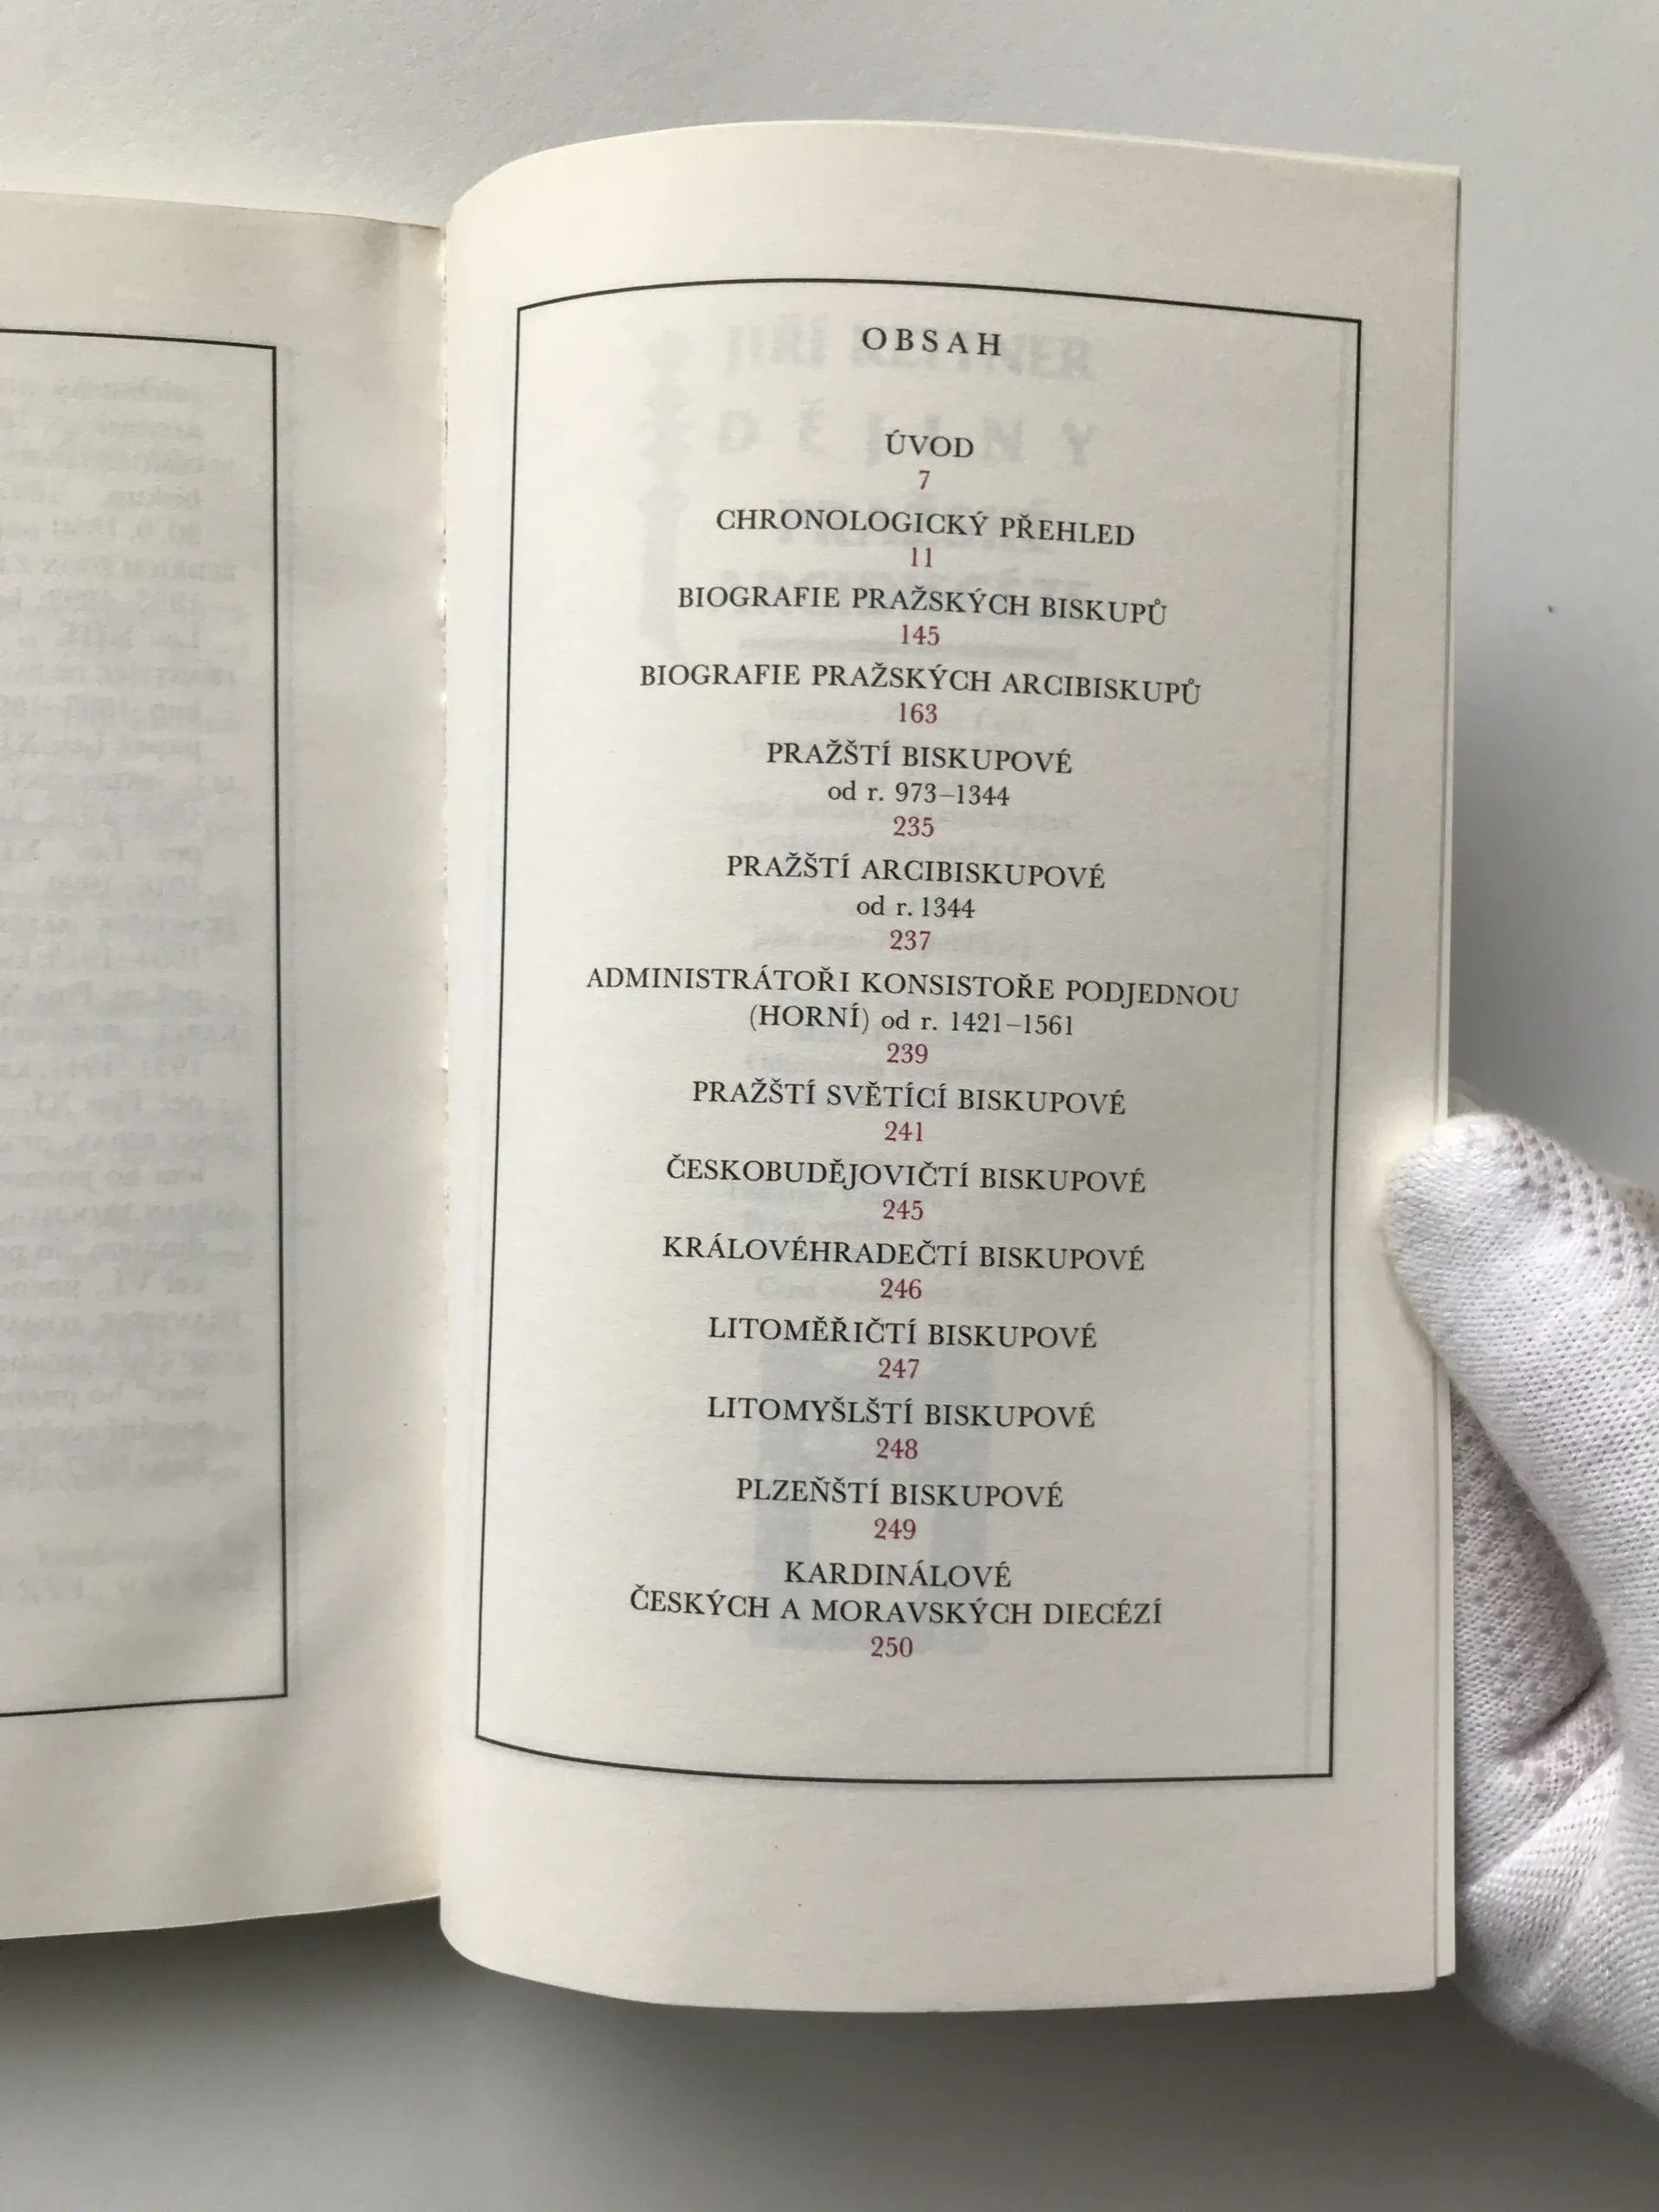 OBSAH
ÚVOD
7
CHRONOLOGICKÝ PŘEHLED
11
BIOGRAFIE PRAŽSKÝCH BISKUPŮ
145
BIOGRAFIE PRAŽSKÝCH ARCIBISKUPŮ
163
PRAŽŠTÍ BISKUPOVÉ
od r. 973–1344
235
PRAŽŠTÍ ARCIBISKUPOVÉ
od r. 1344
237
ADMINISTRÁTOŘI KONSISTOŘE PODJEDNOU
(HORNÍ) od r. 1421–1561
239
PRAŽŠTÍ SVĚTÍCÍ BISKUPOVÉ
241
ČESKOBUDĚJOVIČTÍ BISKUPOVÉ
245
KRÁLOVÉHRADEČTÍ BISKUPOVÉ
246
LITOMĚŘIČTÍ BISKUPOVÉ
247
LITOMYŠLŠTÍ BISKUPOVÉ
248
PLZEŇŠTÍ BISKUPOVÉ
249
KARDINÁLOVÉ
ČESKÝCH A MORAVSKÝCH DIECÉZÍ
250